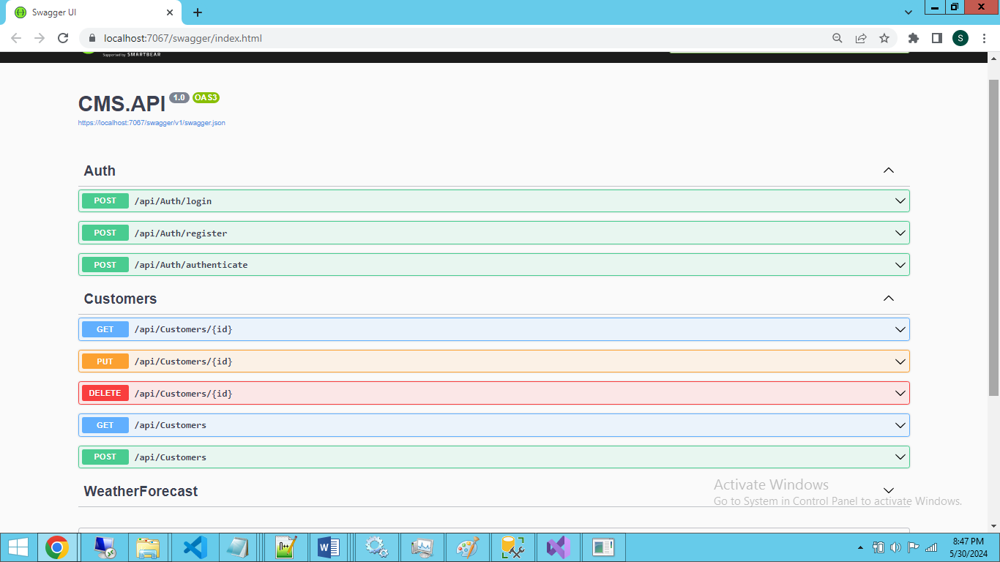 Swagger UI
localhost:7067/swagger/index.html
S
Supported by SMARTBEAR
CMS.API 1.0 OAS3
https://localhost:7067/swagger/v1/swagger.json
Auth
POST /api/Auth/login
POST /api/Auth/register
POST /api/Auth/authenticate
Customers
GET /api/Customers/{id}
PUT /api/Customers/{id}
DELETE /api/Customers/{id}
GET /api/Customers
POST /api/Customers
WeatherForecast
Activate Windows
Go to System in Control Panel to activate Windows.
8:47 PM
5/30/2024